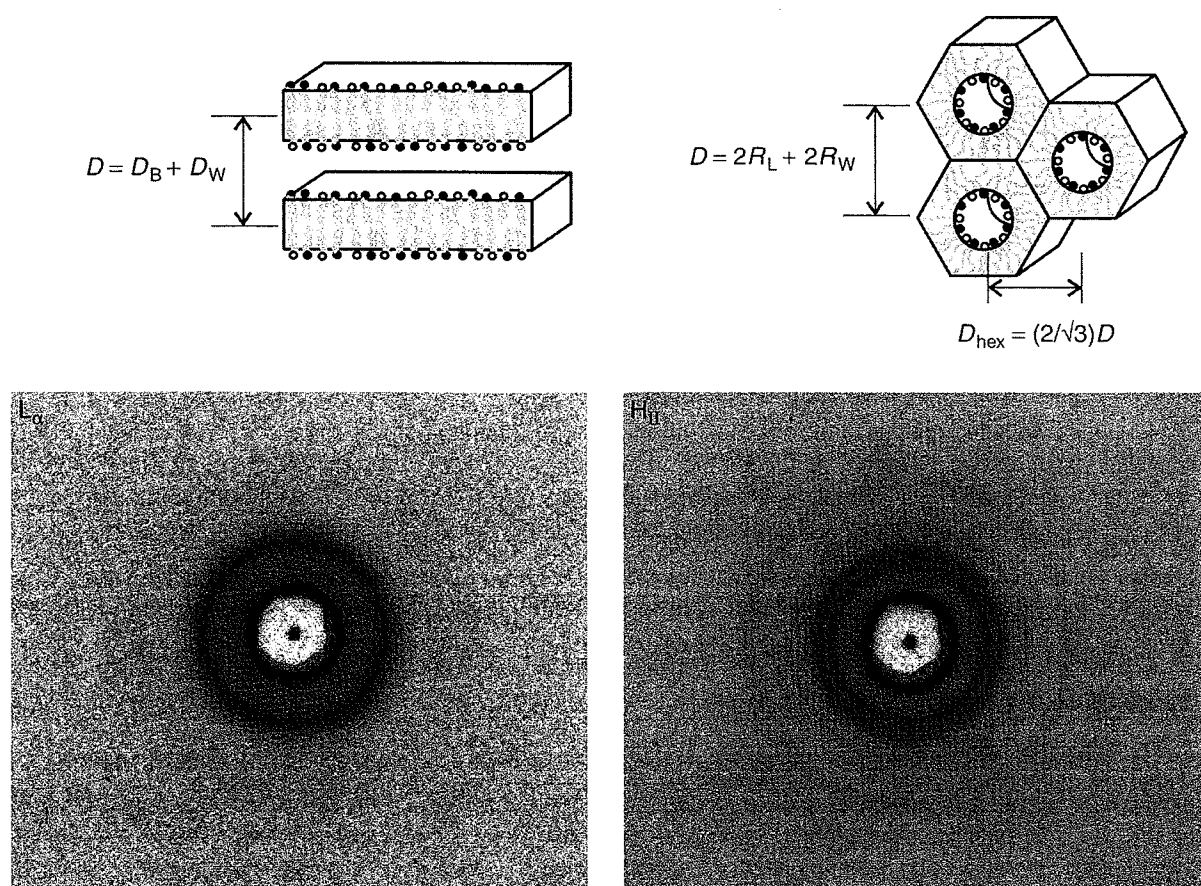 D = D_B + D_W
D = 2R_L + 2R_W
D_hex = (2/√3)D
L_α
H_II